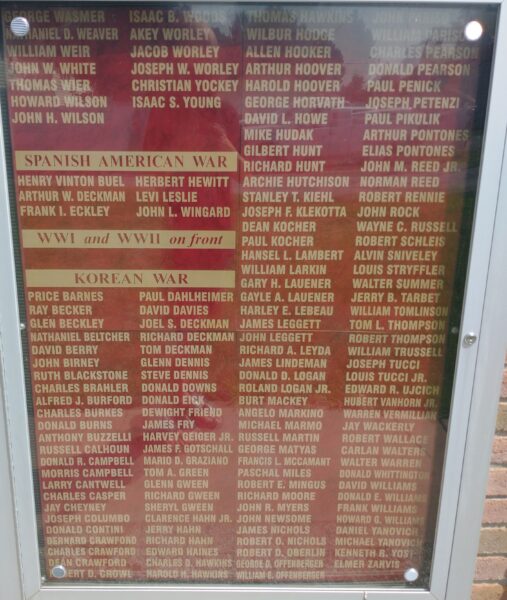 GEORGE WASMER
NATHANIEL D. WEAVER
WILLIAM WEIR
JOHN W. WHITE
THOMAS WIER
HOWARD WILSON
JOHN H. WILSON
ISAAC B. WOODS
AKEY WORLEY
JACOB WORLEY
JOSEPH W. WORLEY
CHRISTIAN YOCKEY
ISAAC S. YOUNG
SPANISH AMERICAN WAR
HENRY VINTON BUEL
ARTHUR W. DECKMAN
FRANK I. ECKLEY
HERBERT HEWITT
LEVI LESLIE
JOHN L. WINGARD
WWI and WWII on front
KOREAN WAR
PRICE BARNES
RAY BECKER
GLEN BECKLEY
NATHANIEL BELTCHER
DAVID BERRY
JOHN BIRNEY
RUTH BLACKSTONE
CHARLES BRAHLER
ALFRED J. BURFORD
CHARLES BURKES
DONALD BURNS
ANTHONY BUZZELLI
RUSSELL CALHOUN
DONALD R. CAMPBELL
MORRIS CAMPBELL
LARRY CANTWELL
CHARLES CASPER
JAY CHEYNEY
JOSEPH COLUMBO
DONALD CONTINI
BERNARD CRAWFORD
CHARLES CRAWFORD
DEAN CRAWFORD
D. CROWL
PAUL DAHLHEIMER
DAVID DAVIES
JOEL S. DECKMAN
RICHARD DECKMAN
TOM DECKMAN
GLENN DENNIS
STEVE DENNIS
DONALD DOWNS
DONALD EICK
DEWIGHT FRIEND
JAMES FRY
HARVEY GEIGER JR.
JAMES F. GOTSCHALL
MARIO D. GRAZIANO
TOM A. GREEN
GLENN GWEEN
RICHARD GWEEN
SHERYL GWEEN
CLARENCE HAHN JR.
JERRY HAHN
RICHARD HAHN
EDWARD HAINES
CHARLES D. HAWKINS
HAROLD H. HAWKINS
THOMAS HAWKINS
WILBUR HODGE
ALLEN HOOKER
ARTHUR HOOVER
HAROLD HOOVER
GEORGE HORVATH
DAVID L. HOWE
MIKE HUDAK
GILBERT HUNT
RICHARD HUNT
ARCHIE HUTCHISON
STANLEY T. KIEHL
JOSEPH F. KLEKOTTA
DEAN KOCHER
PAUL KOCHER
HANSEL L. LAMBERT
WILLIAM LARKIN
GARY H. LAUENER
GAYLE A. LAUENER
HARLEY E. LEBEAU
JAMES LEGGETT
JOHN LEGGETT
RICHARD A. LEYDA
JAMES LINDEMAN
DONALD D. LOGAN
ROLAND LOGAN JR.
BURT MACKEY
ANGELO MARKINO
MICHAEL MARMO
RUSSELL MARTIN
GEORGE MATYAS
FRANCIS L. MCCAMANT
PASCHAL MILES
ROBERT E. MINGUS
RICHARD MOORE
JOHN R. MYERS
JOHN NEWSOME
JAMES NICHOLS
ROBERT O. NICHOLS
ROBERT D. OBERLIN
GEORGE D. OFFENBERGER
WILLIAM G. OFFENBERGER
JOHN
WILLIAM PARISH
CHARLES PEARSON
DONALD PEARSON
PAUL PENICK
JOSEPH PETENZI
PAUL PIKULIK
ARTHUR PONTONES
ELIAS PONTONES
JOHN M. REED JR.
NORMAN REED
ROBERT RENNIE
JOHN ROCK
WAYNE C. RUSSELL
ROBERT SCHLEIS
ALVIN SNIVELEY
LOUIS STRYFFLER
WALTER SUMMER
JERRY B. TARBET
WILLIAM TOMLINSON
TOM L. THOMPSON
ROBERT THOMPSON
WILLIAM TRUSSELL
JOSEPH TUCCI
LOUIS TUCCI JR.
EDWARD R. UJCICH
HUBERT VANHORN JR.
WARREN VERMILLIAK
JAY WACKERLY
ROBERT WALLACE
CARLAN WALTERS
WALTER WARREN
DONALD WHITTINGTON
DAVID WILLIAMS
DONALD E. WILLIAMS
FRANK WILLIAMS
HOWARD G. WILLIAMS
DANIEL YANOVICH
MICHAEL YANOVICH
KENNETH R. YOST
ELMER ZAHVIS